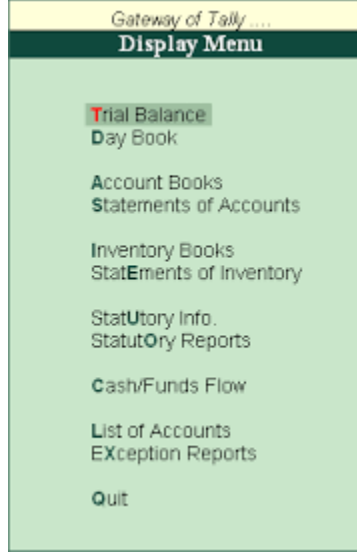 Gateway of Tally ....
Display Menu
Trial Balance
Day Book
Account Books
Statements of Accounts
Inventory Books
StatEments of Inventory
StatUtory Info.
StatutOry Reports
Cash/Funds Flow
List of Accounts
EXception Reports
Quit